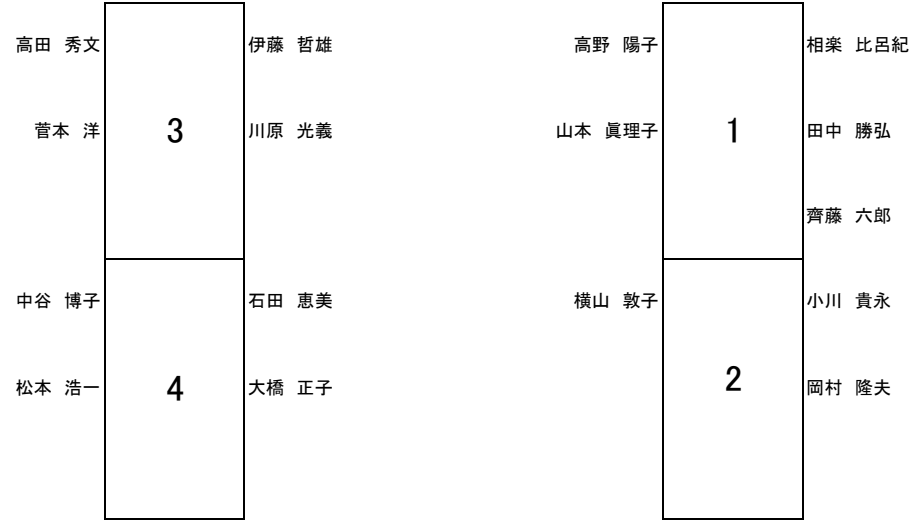 高田　秀文
伊藤　哲雄
菅本　洋
3
川原　光義
中谷　博子
石田　恵美
松本　浩一
4
大橋　正子
高野　陽子
相楽　比呂紀
山本　眞理子
1
田中　勝弘
齊藤　六郎
横山　敦子
小川　貴永
2
岡村　隆夫